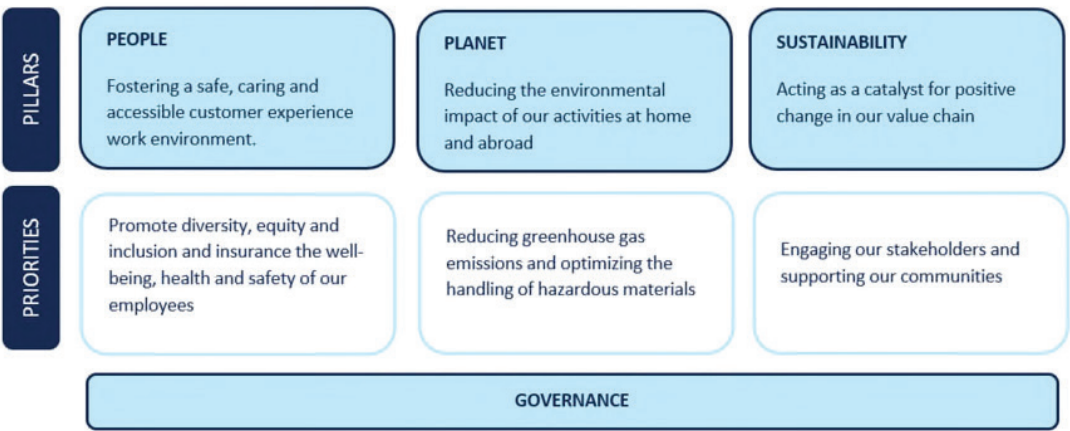 PILLARS
PEOPLE
Fostering a safe, caring and
accessible customer experience
work environment.
PLANET
Reducing the environmental
impact of our activities at home
and abroad
SUSTAINABILITY
Acting as a catalyst for positive
change in our value chain
PRIORITIES
Promote diversity, equity and
inclusion and insurance the well-
being, health and safety of our
employees
Reducing greenhouse gas
emissions and optimizing the
handling of hazardous materials
Engaging our stakeholders and
supporting our communities
GOVERNANCE